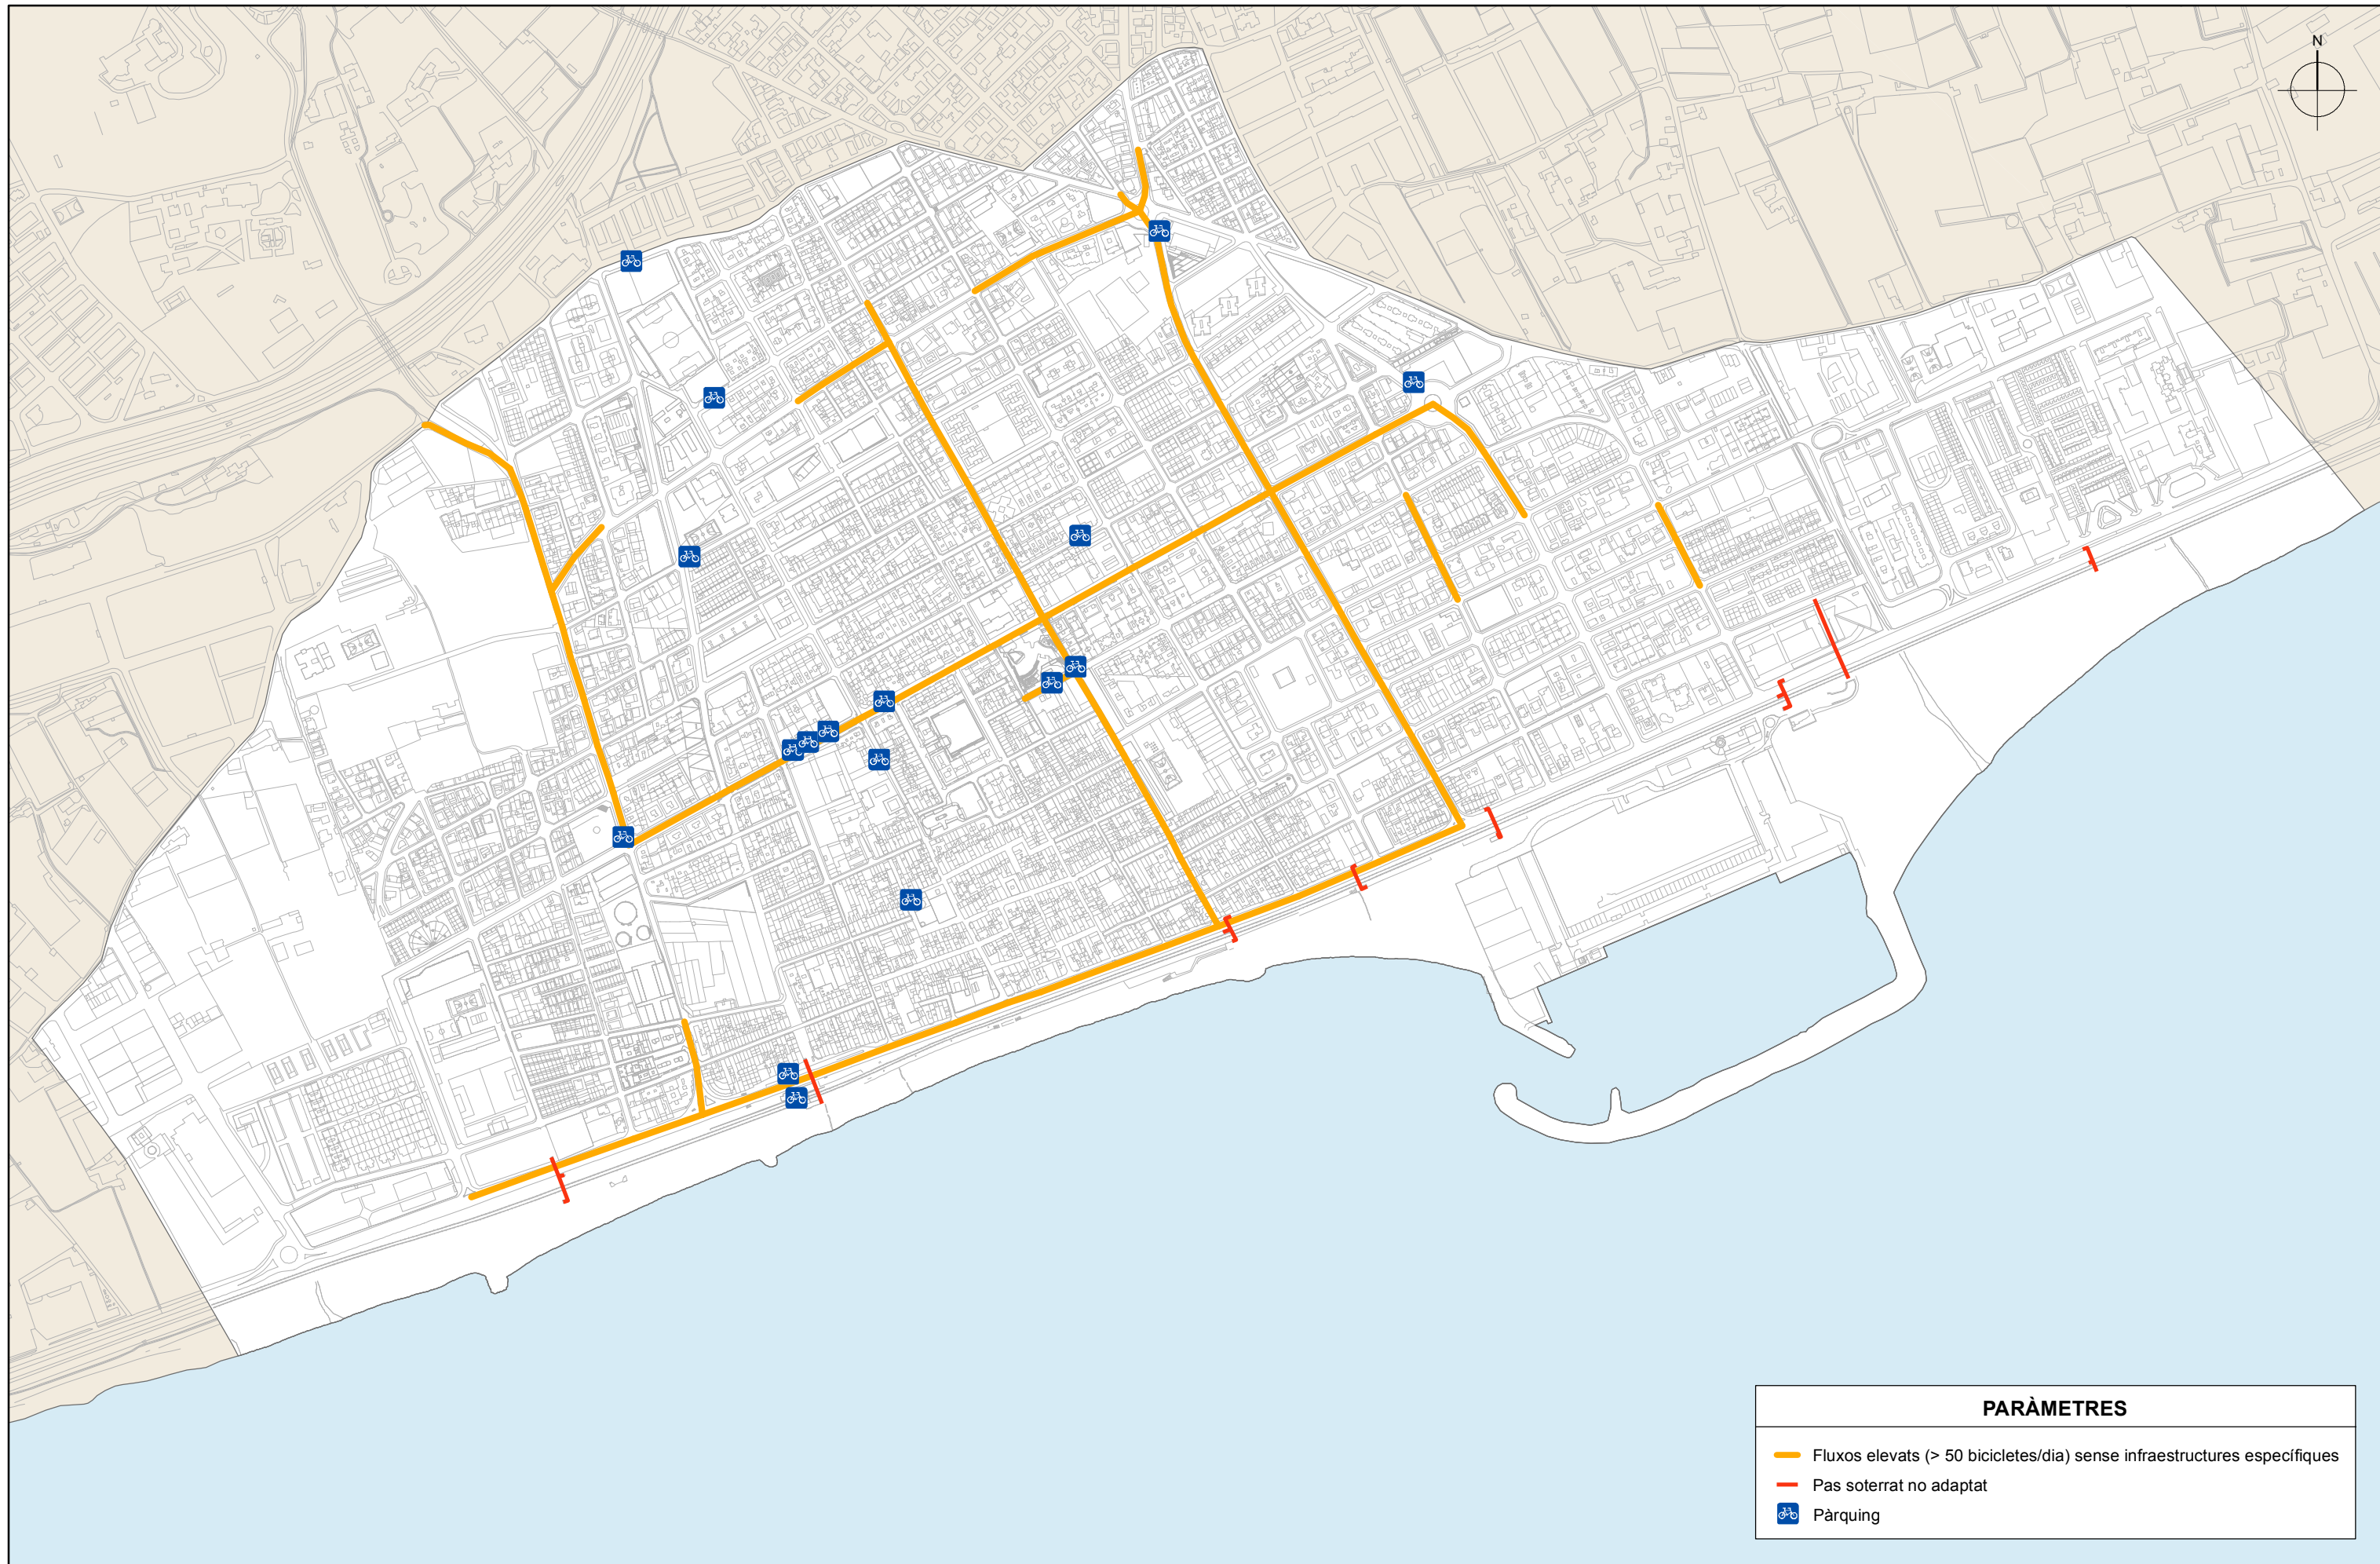 N
PARÀMETRES
Fluxos elevats (> 50 bicicletes/dia) sense infraestructures específiques
Pas soterrat no adaptat
Pàrquing